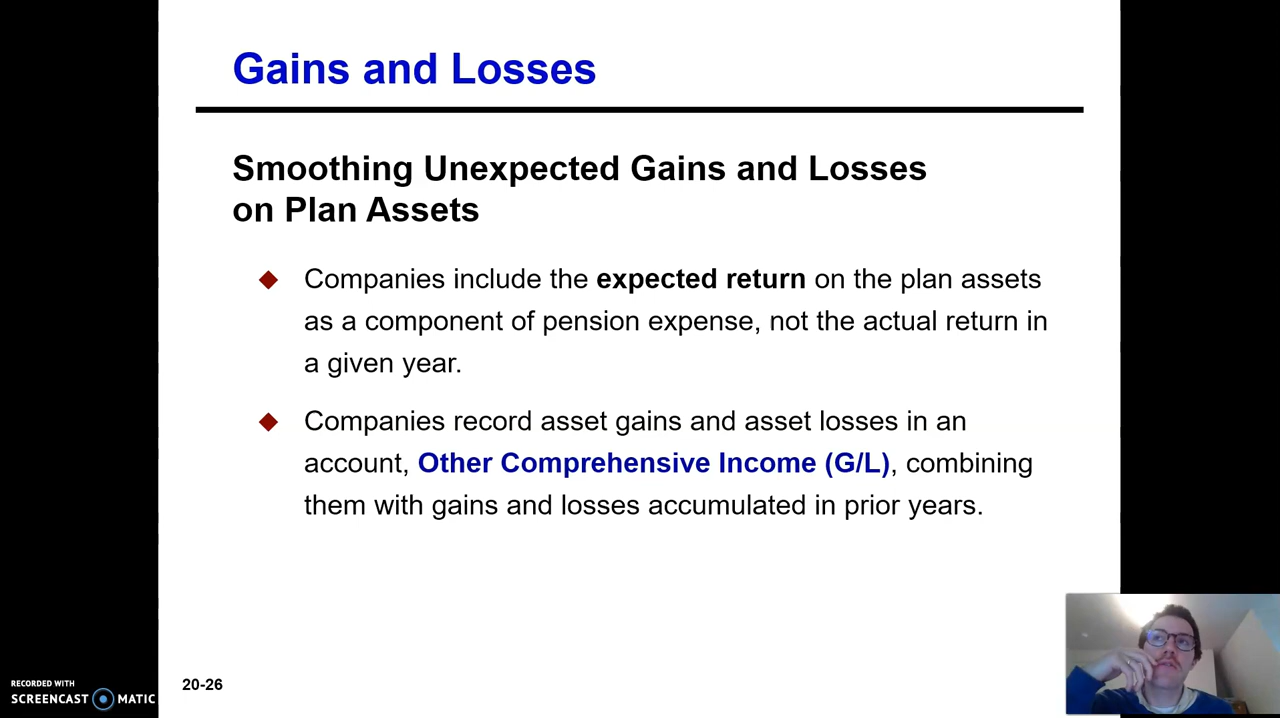 Gains and Losses
Smoothing Unexpected Gains and Losses
on Plan Assets
Companies include the expected return on the plan assets
as a component of pension expense, not the actual return in
a given year.
Companies record asset gains and asset losses in an
account, Other Comprehensive Income (G/L), combining
them with gains and losses accumulated in prior years.
20-26
RECORDED WITH
SCREENCAST MATIC